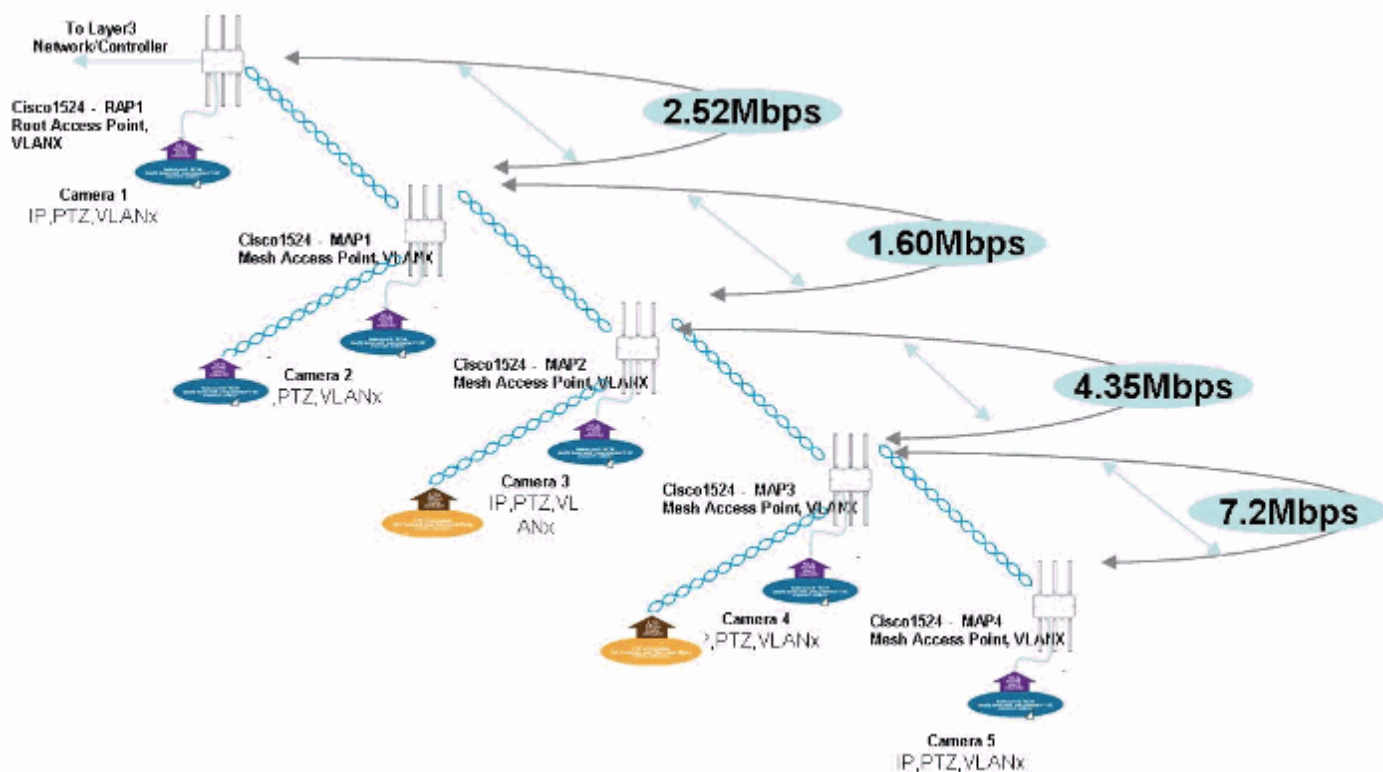 To Layer3
Network/Controller
Cisco1524 - RAP1
Root Access Point,
VLANX
Camera 1
IP,PTZ,VLANx
2.52Mbps
Cisco1524 - MAP1
Mesh Access Point, VLANX
1.60Mbps
Camera 2
,PTZ,VLANx
Cisco1524 - MAP2
Mesh Access Point, VLANX
4.35Mbps
Camera 3
IP,PTZ,VL
ANx
Cisco1524 - MAP3
Mesh Access Point, VLANX
7.2Mbps
Camera 4
,PTZ,VLANx
Cisco1524 - MAP4
Mesh Access Point, VLANX
Camera 5
IP,PTZ,VLANx